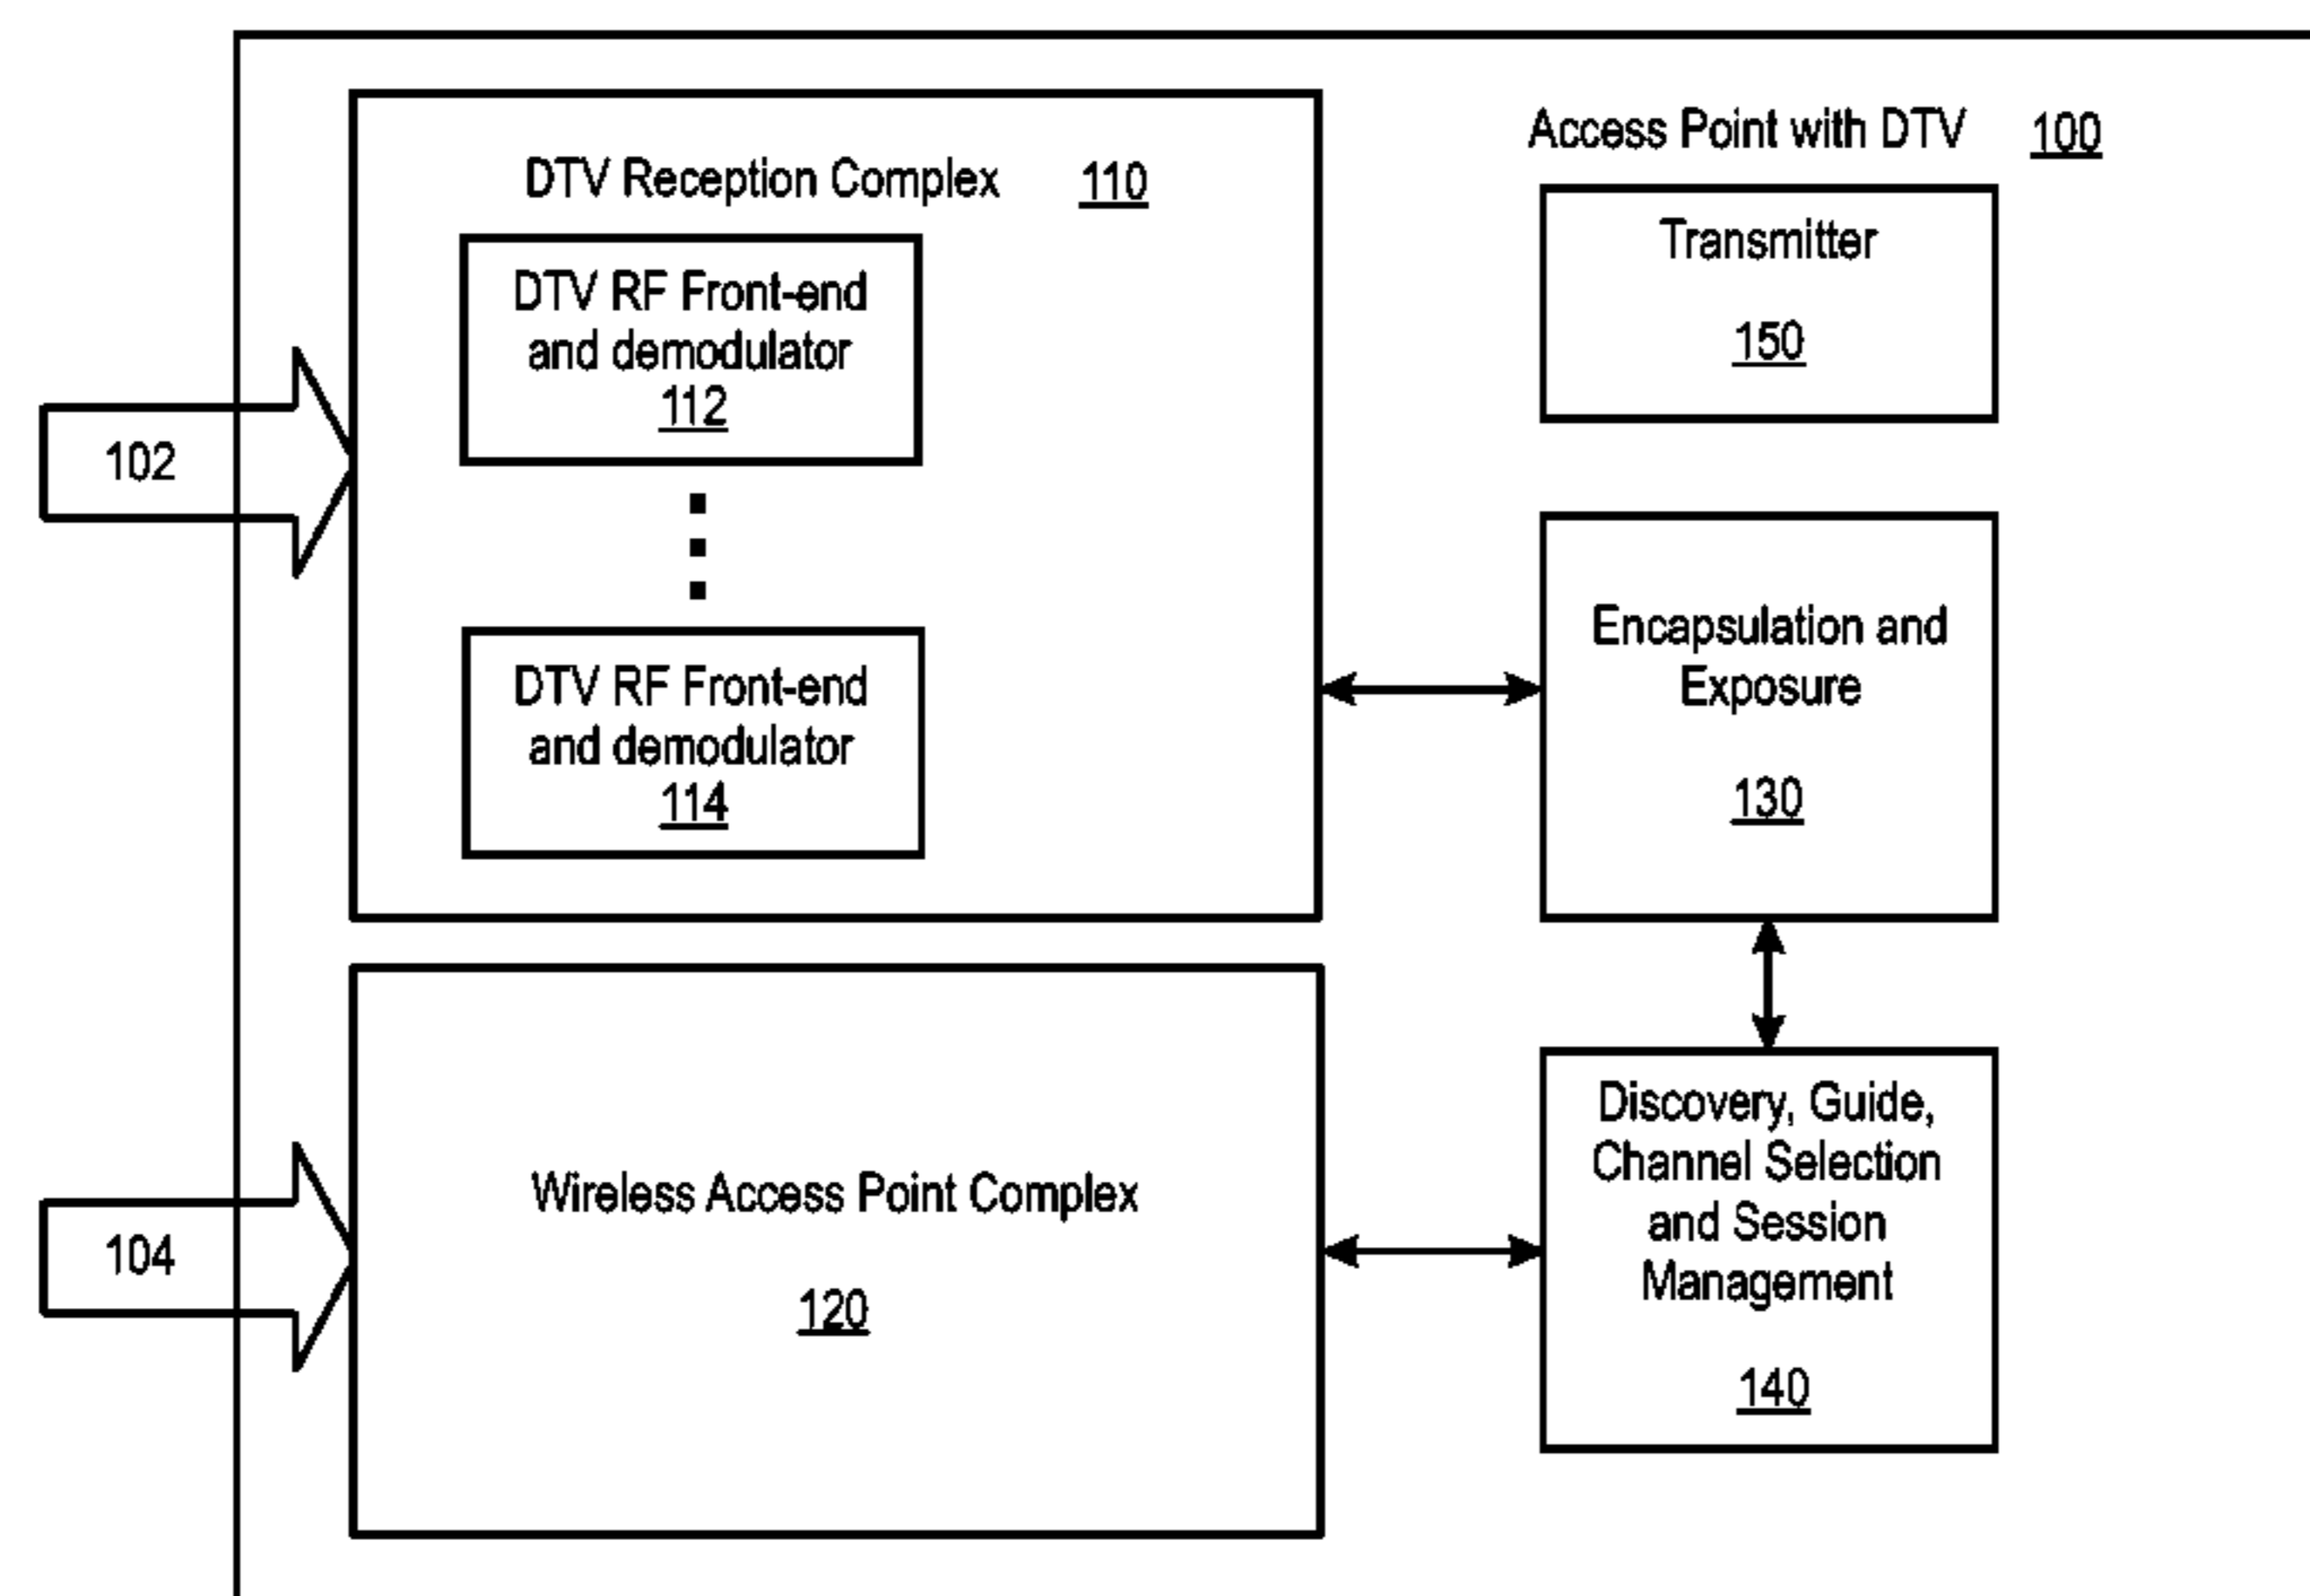 Access Point with DTV 100
DTV Reception Complex 110
DTV RF Front-end
and demodulator
112
DTV RF Front-end
and demodulator
114
Transmitter
150
102
Encapsulation and
Exposure
130
Wireless Access Point Complex
120
104
Discovery, Guide,
Channel Selection
and Session
Management
140